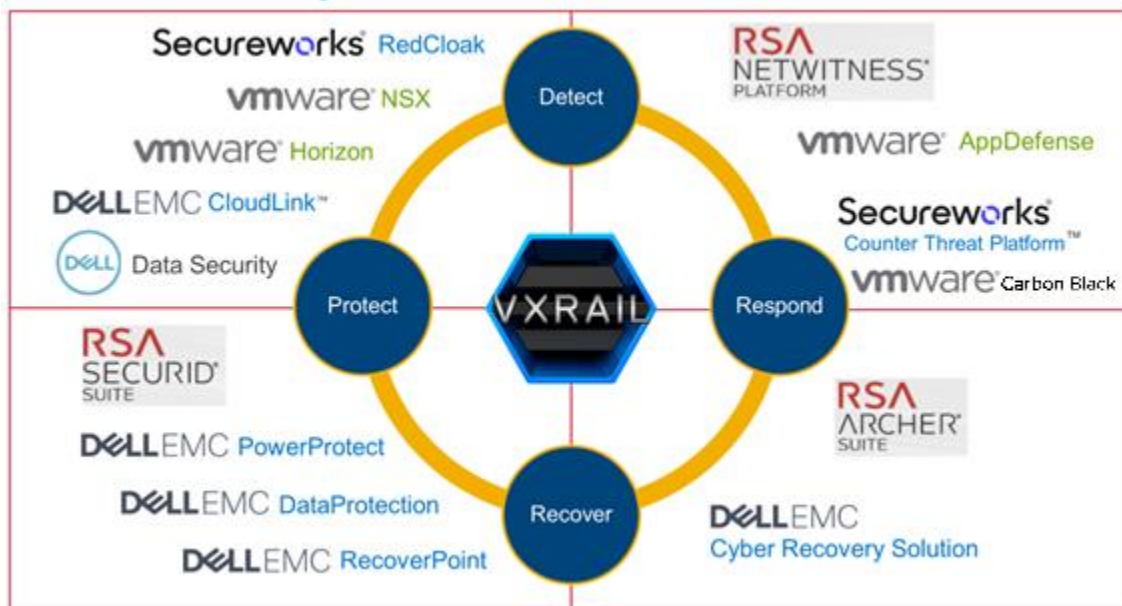 Secureworks RedCloak
vmware® NSX
vmware® Horizon
DELLEMC CloudLink™
DELL Data Security
Detect
RSA
NETWITNESS®
PLATFORM
vmware® AppDefense
Secureworks®
Counter Threat Platform™
vmware® Carbon Black
Protect
VXRAIL
Respond
RSA
SECURID®
SUITE
DELLEMC PowerProtect
DELLEMC DataProtection
DELLEMC RecoverPoint
Recover
RSA
ARCHER®
SUITE
DELLEMC
Cyber Recovery Solution